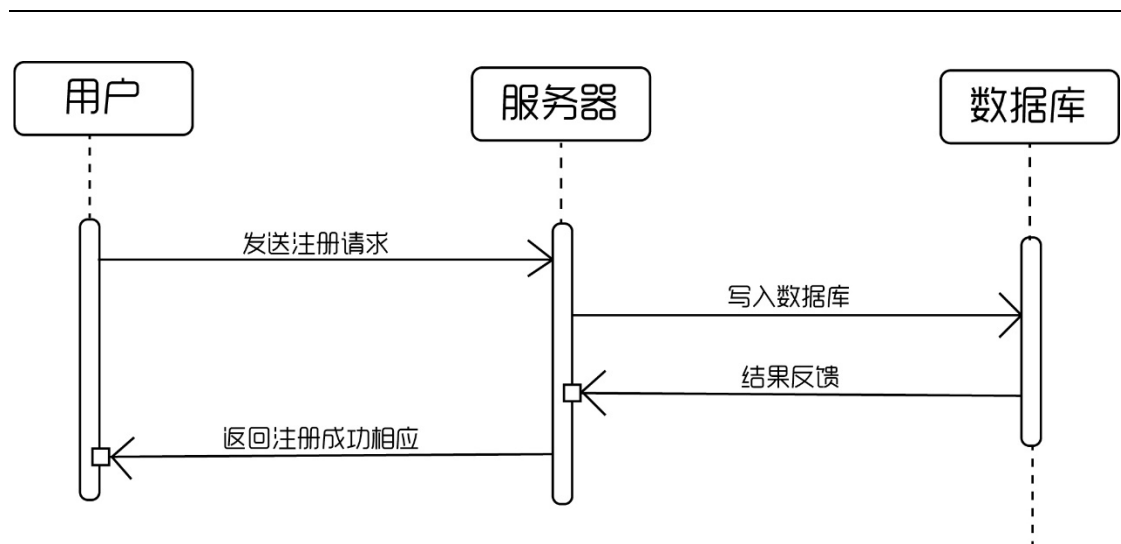 用户
服务器
数据库
发送注册请求
写入数据库
结果反馈
返回注册成功相应